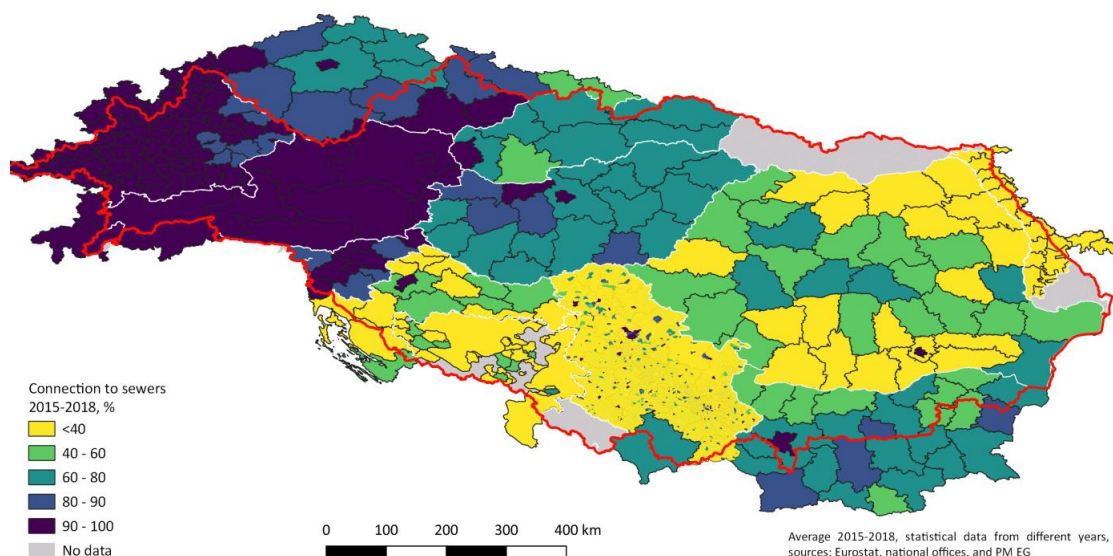 Connection to sewers
2015-2018, %
<40
40 - 60
60 - 80
80 - 90
90 - 100
No data
0 100 200 300 400 km
Average 2015-2018, statistical data from different years,
sources: Eurostat, national offices, and PM EG